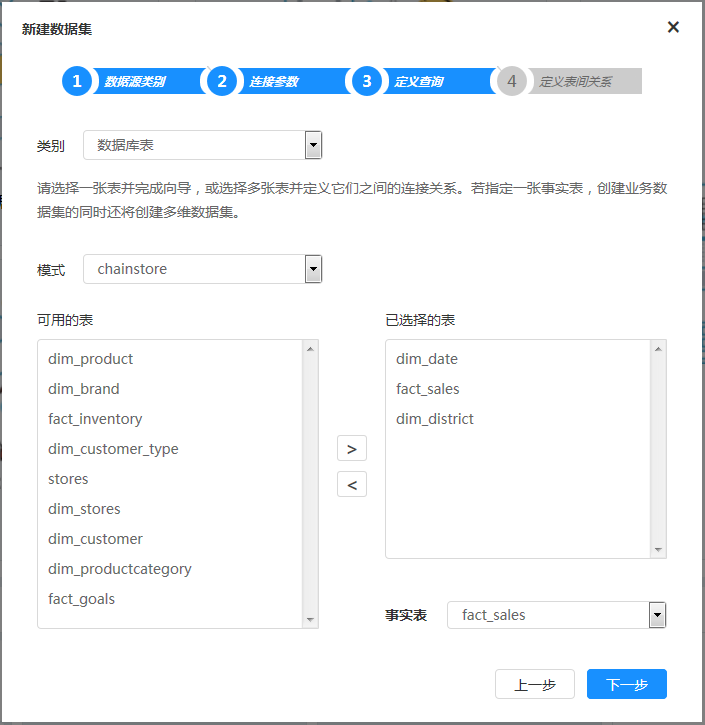 新建数据集
×
1 数据源类别 2 连接参数 3 定义查询 4 定义表间关系
类别 数据库表
请选择一张表并完成向导，或选择多张表并定义它们之间的连接关系。若指定一张事实表，创建业务数
据集的同时还将创建多维数据集。
模式 chainstore
可用的表
dim_product
dim_brand
fact_inventory
dim_customer_type
stores
dim_stores
dim_customer
dim_productcategory
fact_goals
>
<
已选择的表
dim_date
fact_sales
dim_district
事实表 fact_sales
上一步 下一步